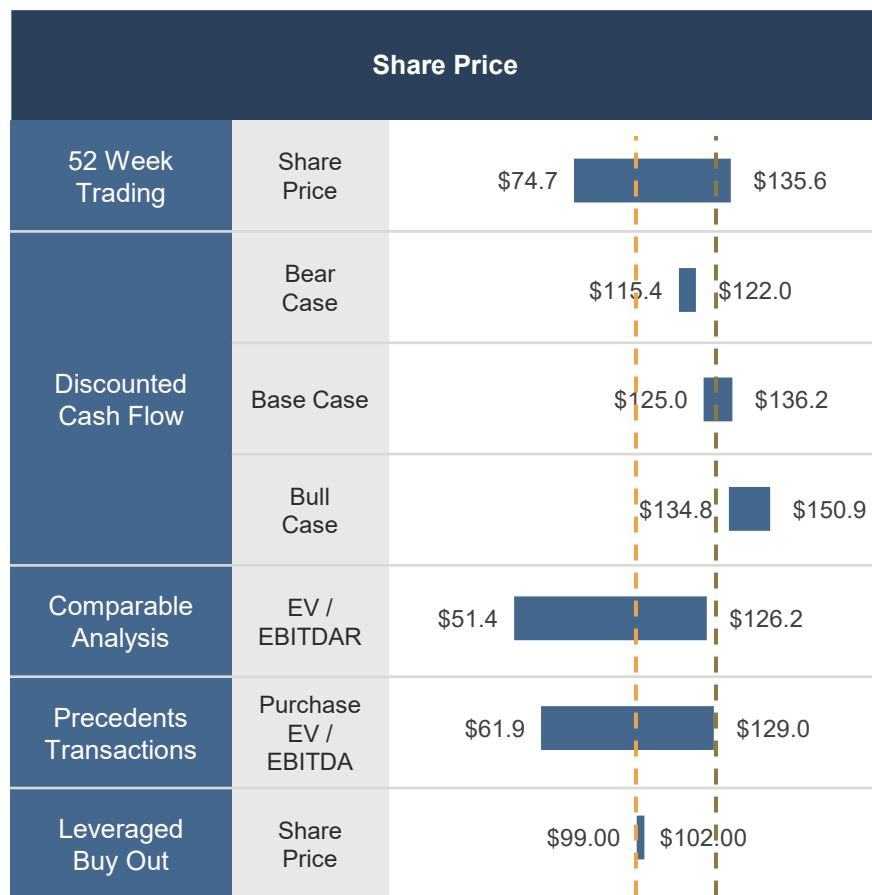 Share Price
52 Week
Trading
Share
Price
$74.7
$135.6
Discounted
Cash Flow
Bear
Case
$115.4
$122.0
Base Case
$125.0
$136.2
Bull
Case
$134.8
$150.9
Comparable
Analysis
EV /
EBITDAR
$51.4
$126.2
Precedents
Transactions
Purchase
EV /
EBITDA
$61.9
$129.0
Leveraged
Buy Out
Share
Price
$99.00
$102.00